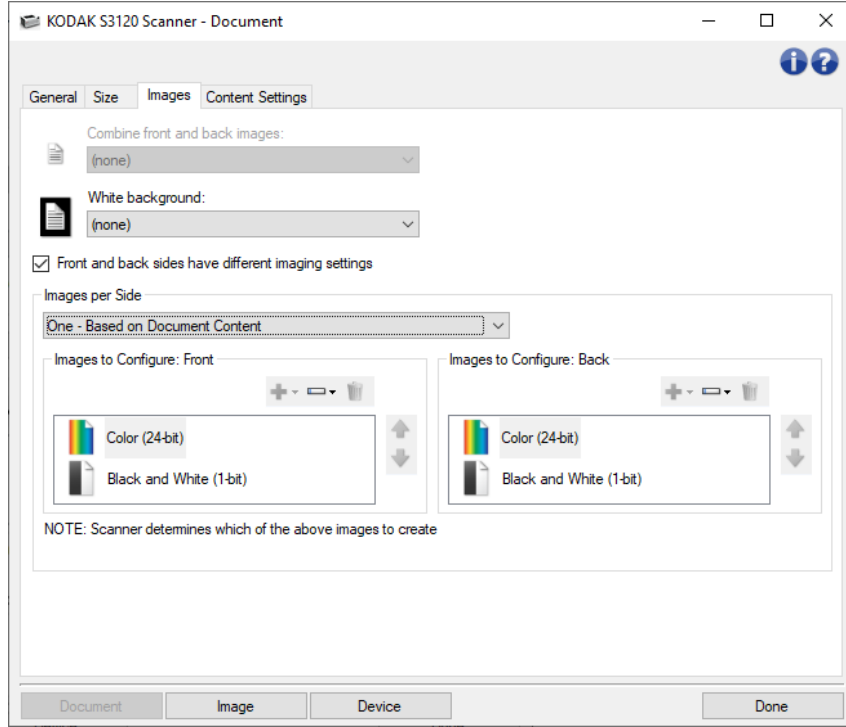 KODAK S3120 Scanner - Document
General Size Images Content Settings
Combine front and back images:
(none)
White background:
(none)
Front and back sides have different imaging settings
Images per Side
One - Based on Document Content
Images to Configure: Front
Color (24-bit)
Black and White (1-bit)
Images to Configure: Back
Color (24-bit)
Black and White (1-bit)
NOTE: Scanner determines which of the above images to create
Document Image Device Done